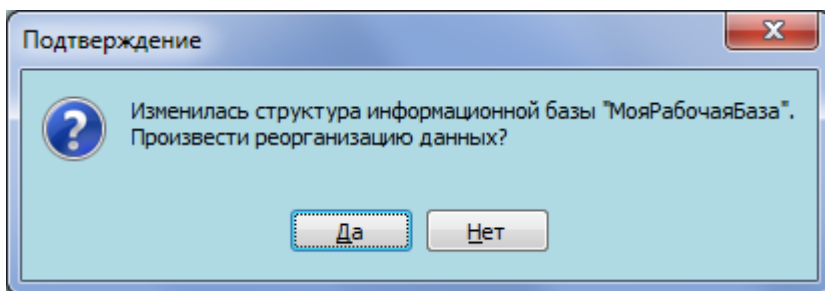 Подтверждение
Изменилась структура информационной базы "МояРабочаяБаза".
Произвести реорганизацию данных?
Да
Нет